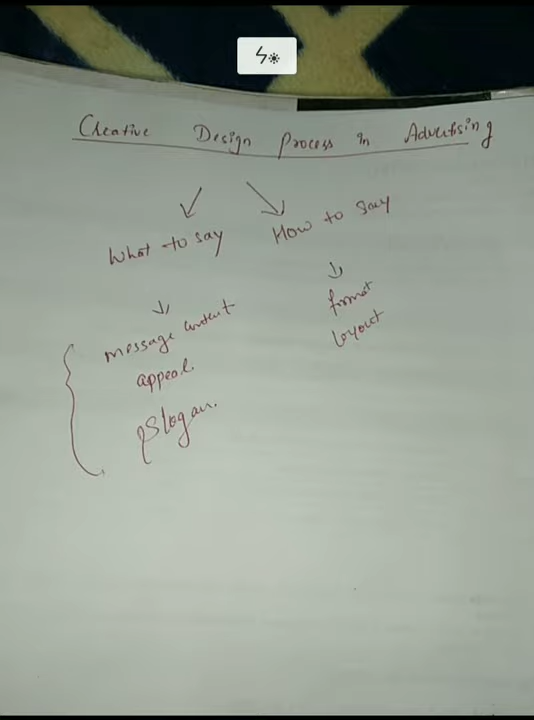 Creative Design Process in Advertising
What to say
How to say
message content
appeal.
Slogan.
format
layout